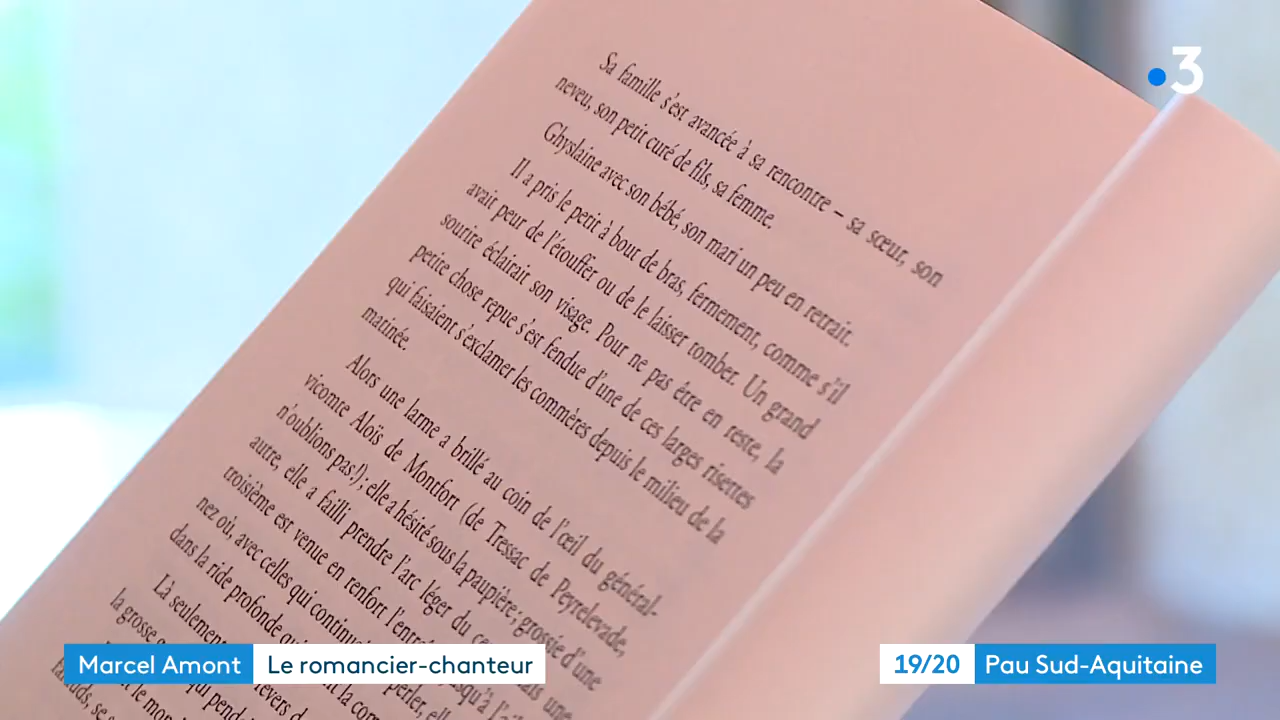 3
Sa famille s'est avancée à sa rencontre – sa sœur, son
neveu, son petit curé de fils, sa femme.
Ghyslaine avec son bébé, son mari un peu en retrait.
Il a pris le petit à bout de bras, fermement, comme s'il
avait peur de l'étouffer ou de le laisser tomber. Un grand
sourire éclairait son visage. Pour ne pas être en reste, la
petite chose repue s'est fendue d'une de ces larges risettes
qui faisaient s'exclamer les commères depuis le milieu de la
matinée.
Alors une larme a brillé au coin de l'œil du général-
vicomte Aloïs de Montfort (de Tressac de Peyrelevade,
n'oublions pas!) ; elle a hésité sous la paupière ; grossie d'une
autre, elle a failli prendre l'arc léger du
troisième est venue en renfort
nez où, avec celles qui
dans la ride profonde
Là seulement
la grosse
Marcel Amont Le romancier-chanteur
19/20 Pau Sud-Aquitaine